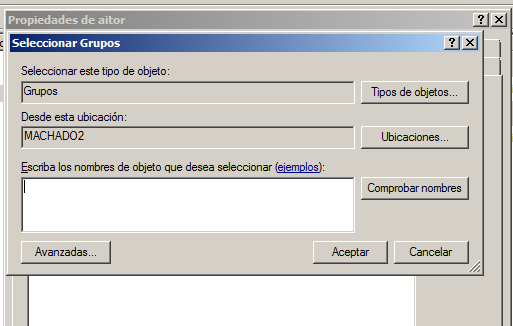 Propiedades de aitor
Seleccionar Grupos
Seleccionar este tipo de objeto:
Grupos
Tipos de objetos...
Desde esta ubicación:
MACHADO2
Ubicaciones...
Escriba los nombres de objeto que desea seleccionar (ejemplos):
Comprobar nombres
Avanzadas...
Aceptar
Cancelar